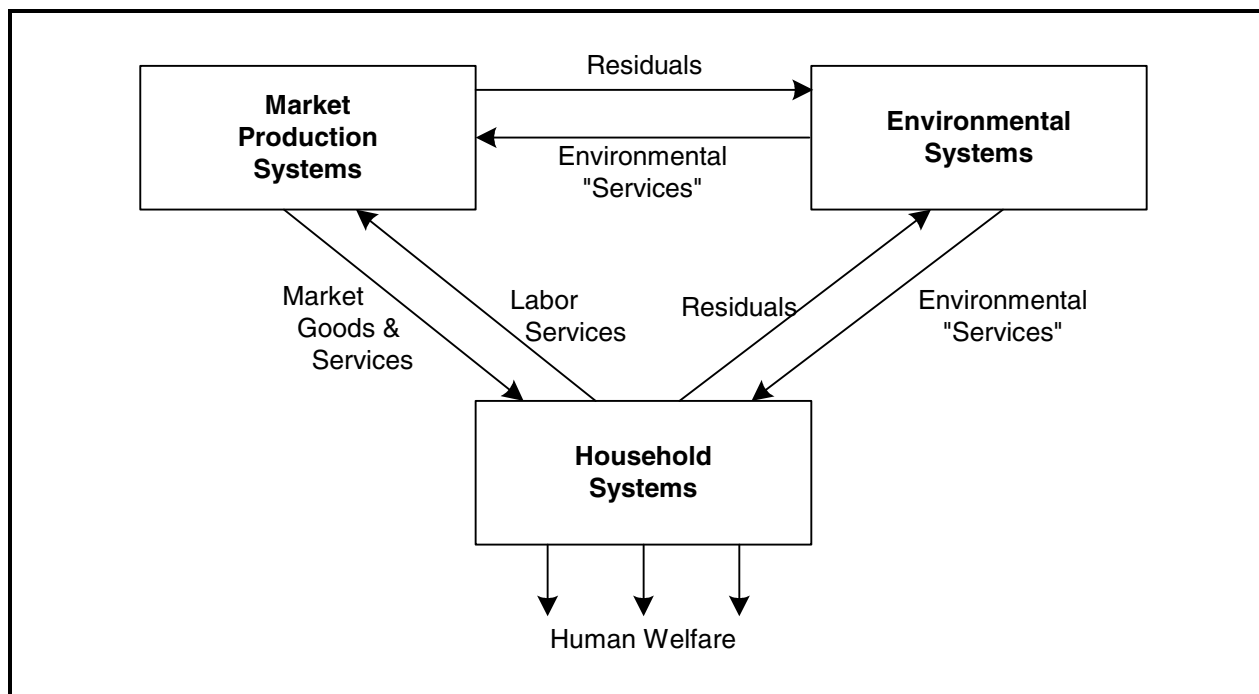 Residuals
Market
Production
Systems
Environmental
Systems
Environmental
"Services"
Market
Goods &
Services
Labor
Services
Residuals
Environmental
"Services"
Household
Systems
Human Welfare